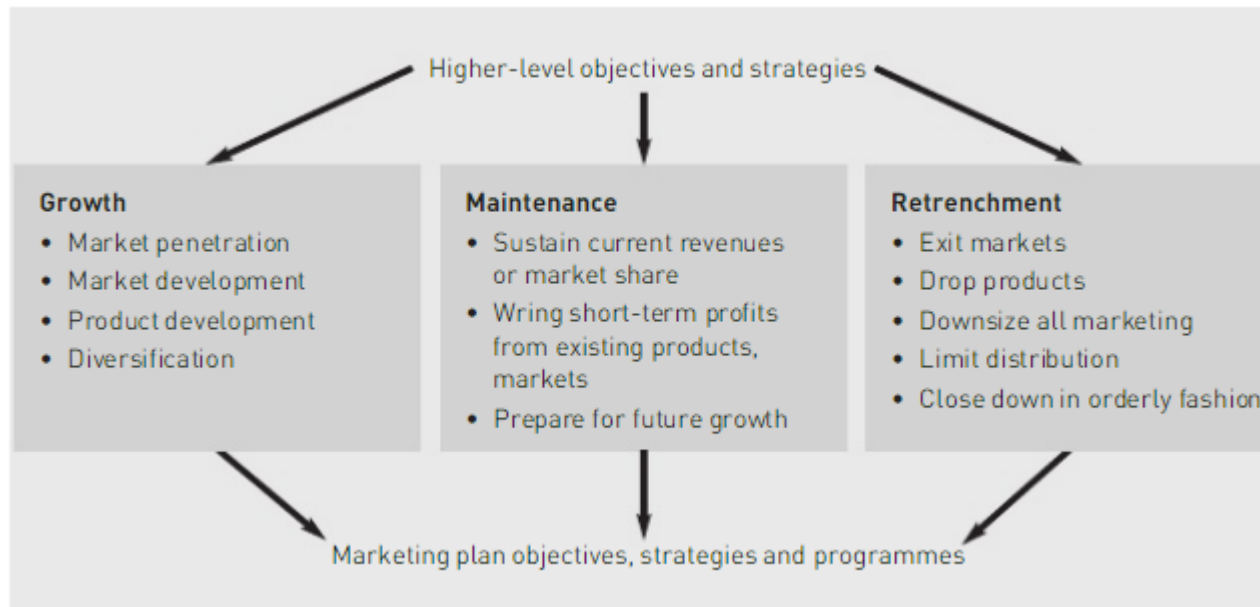 Higher-level objectives and strategies
Growth
• Market penetration
• Market development
• Product development
• Diversification
Maintenance
• Sustain current revenues
or market share
• Wring short-term profits
from existing products,
markets
• Prepare for future growth
Retrenchment
• Exit markets
• Drop products
• Downsize all marketing
• Limit distribution
• Close down in orderly fashion
Marketing plan objectives, strategies and programmes